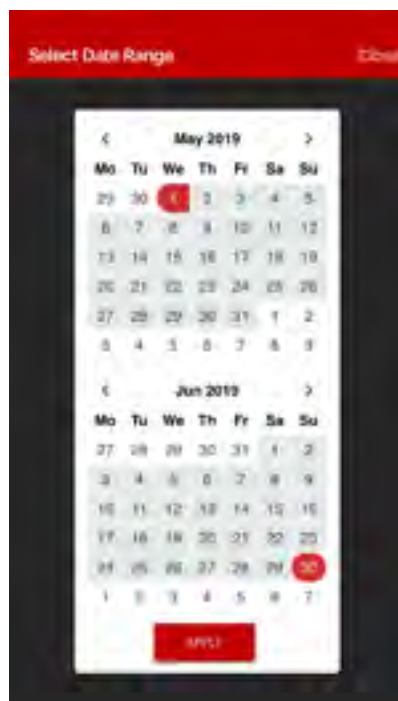 Select Date Range Close
< May 2019 >
Mo Tu We Th Fr Sa Su
29 30 1 2 3 4 5
6 7 8 9 10 11 12
13 14 15 16 17 18 19
20 21 22 23 24 25 26
27 28 29 30 31 1 2
3 4 5 6 7 8 9
< Jun 2019 >
Mo Tu We Th Fr Sa Su
27 28 29 30 31 1 2
3 4 5 6 7 8 9
10 11 12 13 14 15 16
17 18 19 20 21 22 23
24 25 26 27 28 29 30
1 2 3 4 5 6 7
APPLY